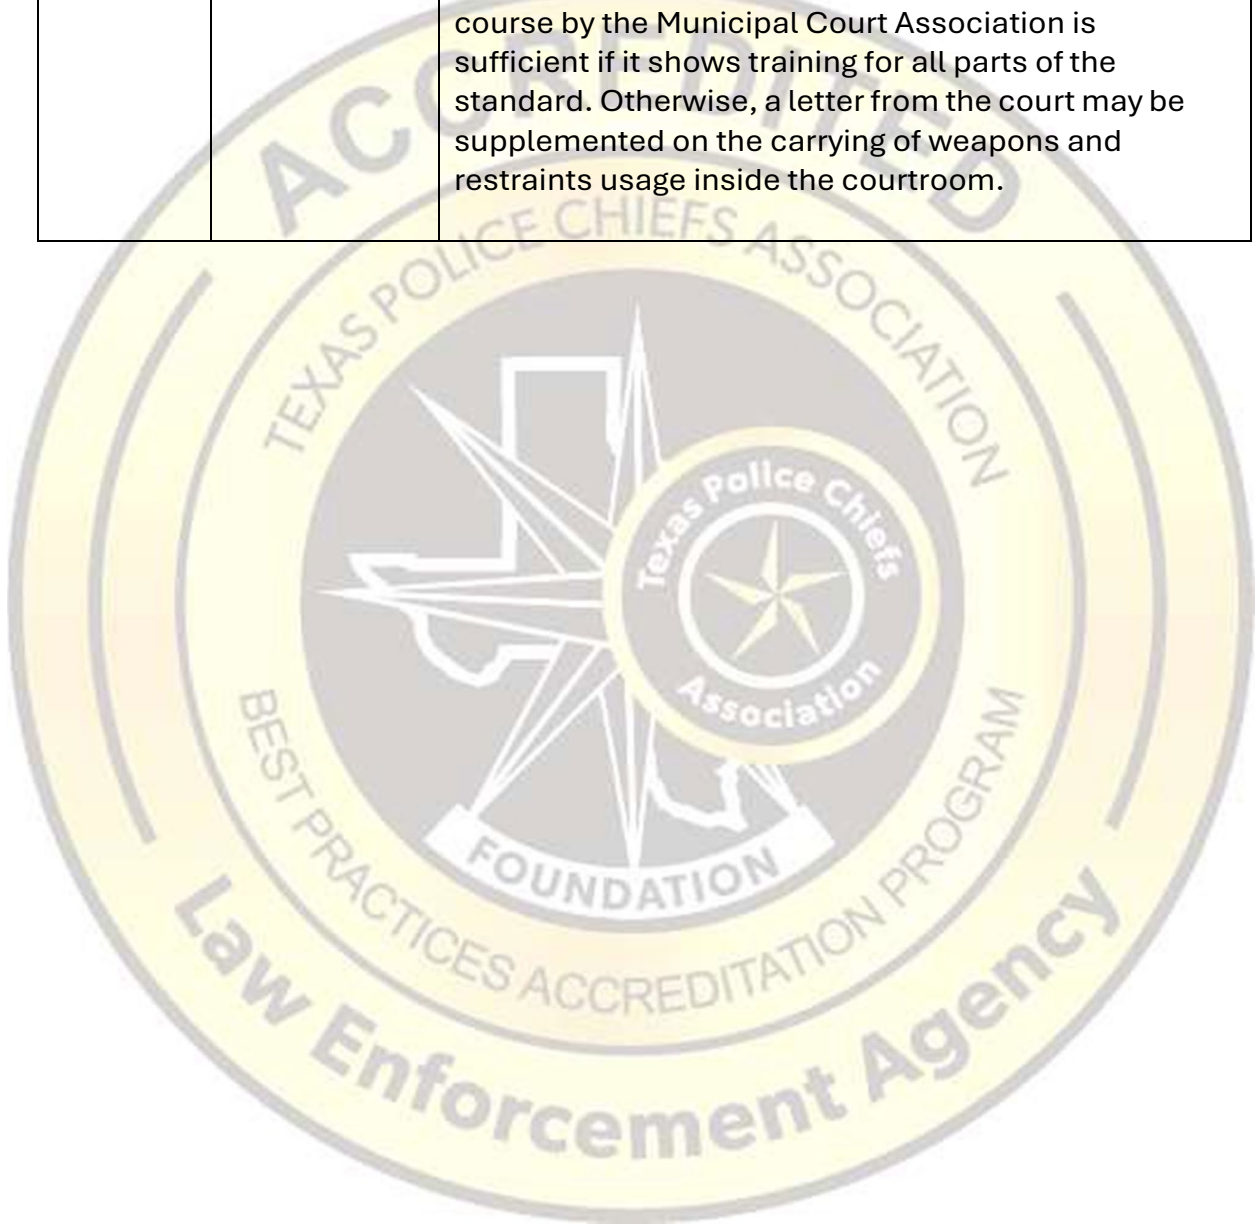 course by the Municipal Court Association is
sufficient if it shows training for all parts of the
standard. Otherwise, a letter from the court may be
supplemented on the carrying of weapons and
restraints usage inside the courtroom.
ACCREDITED
TEXAS POLICE CHIEFS ASSOCIATION
Texas Police Chiefs
Association
FOUNDATION
BEST PRACTICES ACCREDITATION PROGRAM
Law Enforcement Agency